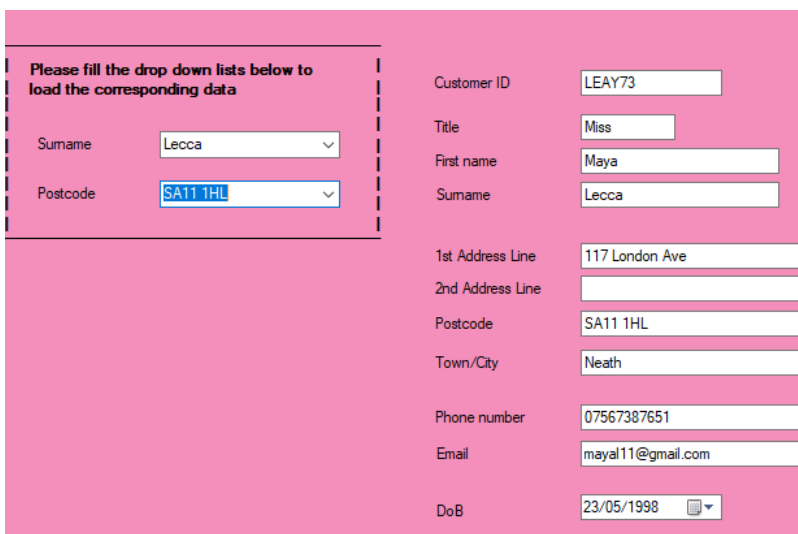 Please fill the drop down lists below to
load the corresponding data
Surname Lecca
Postcode SA11 1HL
Customer ID LEAY73
Title Miss
First name Maya
Surname Lecca
1st Address Line 117 London Ave
2nd Address Line
Postcode SA11 1HL
Town/City Neath
Phone number 07567387651
Email mayal11@gmail.com
DoB 23/05/1998